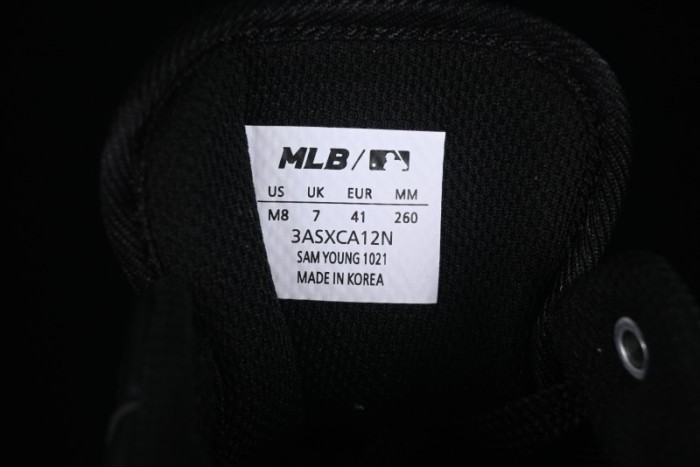 MLB/
US UK EUR MM
M8 7 41 260
3ASXCA12N
SAM YOUNG 1021
MADE IN KOREA